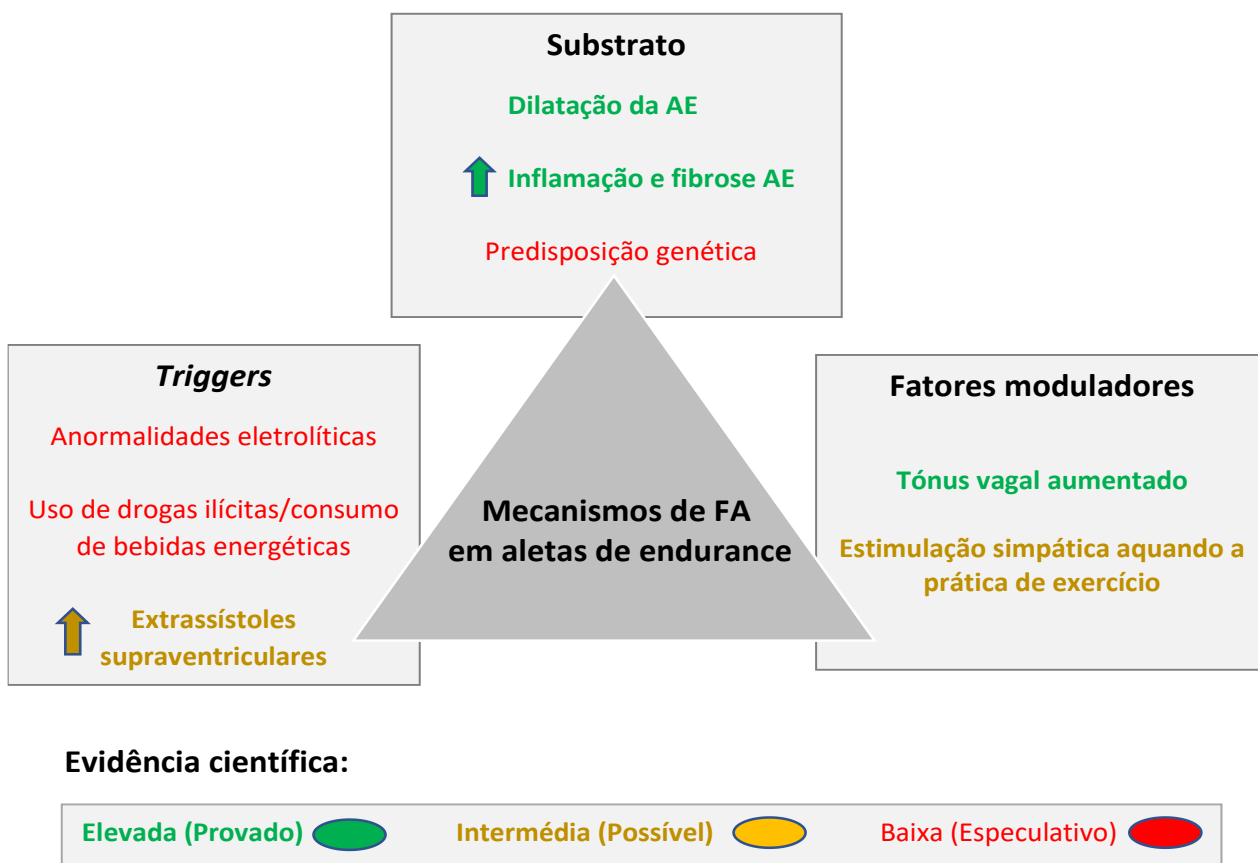 Substrato
Dilatação da AE
Inflamação e fibrose AE
Predisposição genética
Triggers
Anormalidades eletrolíticas
Uso de drogas ilícitas/consumo
de bebidas energéticas
Extrassístoles
supraventriculares
Mecanismos de FA
em aletas de endurance
Fatores moduladores
Tónus vagal aumentado
Estimulação simpática aquando a
prática de exercício
Evidência científica:
Elevada (Provado)
Intermédia (Possível)
Baixa (Especulativo)